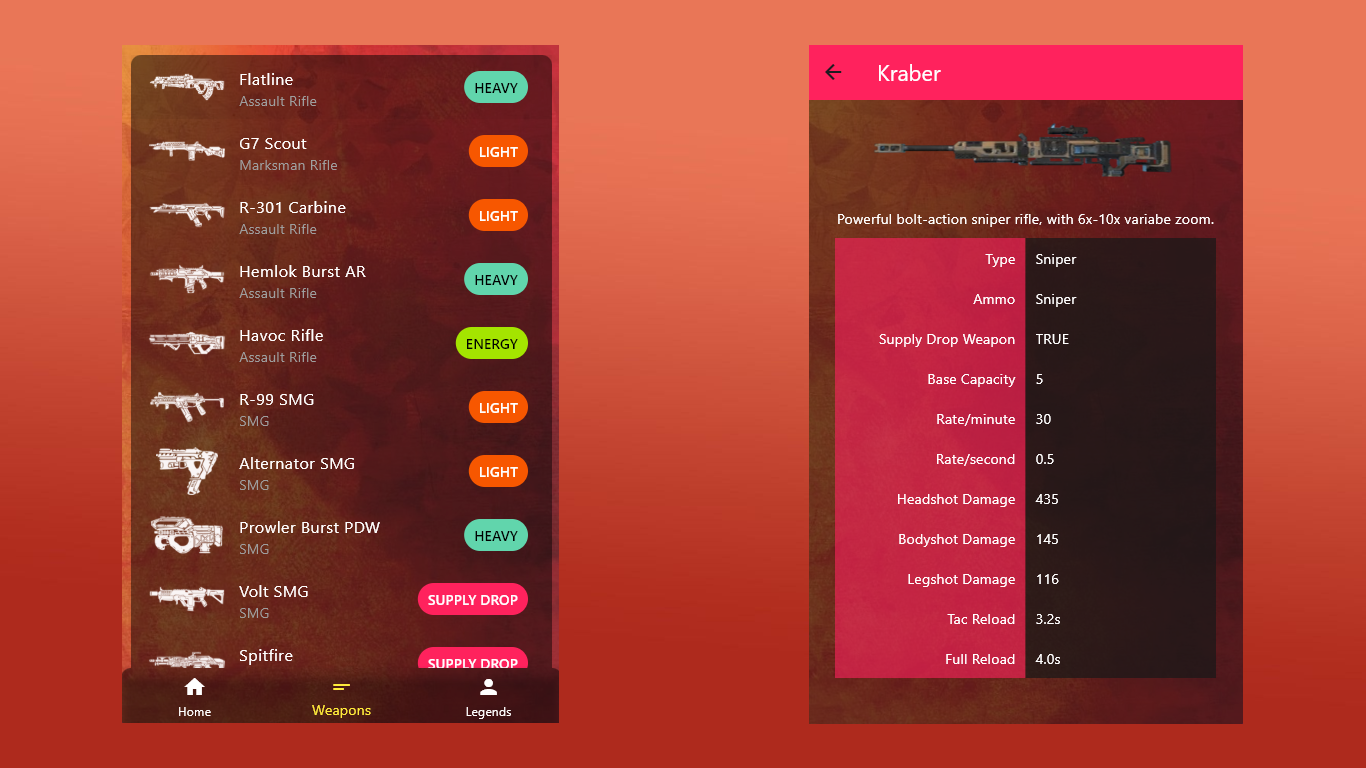 Flatline
Assault Rifle
HEAVY
G7 Scout
Marksman Rifle
LIGHT
R-301 Carbine
Assault Rifle
LIGHT
Hemlok Burst AR
Assault Rifle
HEAVY
Havoc Rifle
Assault Rifle
ENERGY
R-99 SMG
SMG
LIGHT
Alternator SMG
SMG
LIGHT
Prowler Burst PDW
SMG
HEAVY
Volt SMG
SMG
SUPPLY DROP
Spitfire
SUPPLY DROP
Home
Weapons
Legends
Kraber
Powerful bolt-action sniper rifle, with 6x-10x variabe zoom.
Type Sniper
Ammo Sniper
Supply Drop Weapon TRUE
Base Capacity 5
Rate/minute 30
Rate/second 0.5
Headshot Damage 435
Bodyshot Damage 145
Legshot Damage 116
Tac Reload 3.2s
Full Reload 4.0s